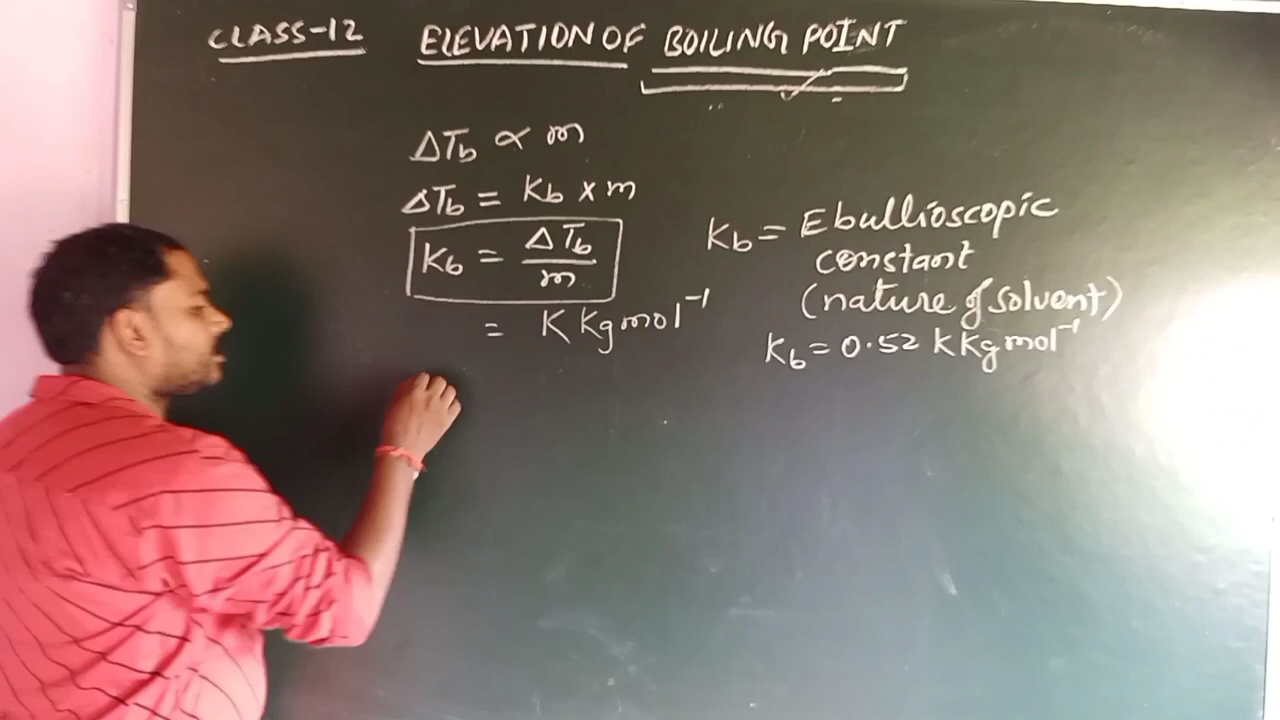 CLASS-12 ELEVATION OF BOILING POINT
ΔTb ∝ m
ΔTb = Kb × m
Kb = ΔTb / m
= K Kg mol⁻¹
Kb = Ebullioscopic
constant
(nature of solvent)
Kb = 0.52 K Kg mol⁻¹